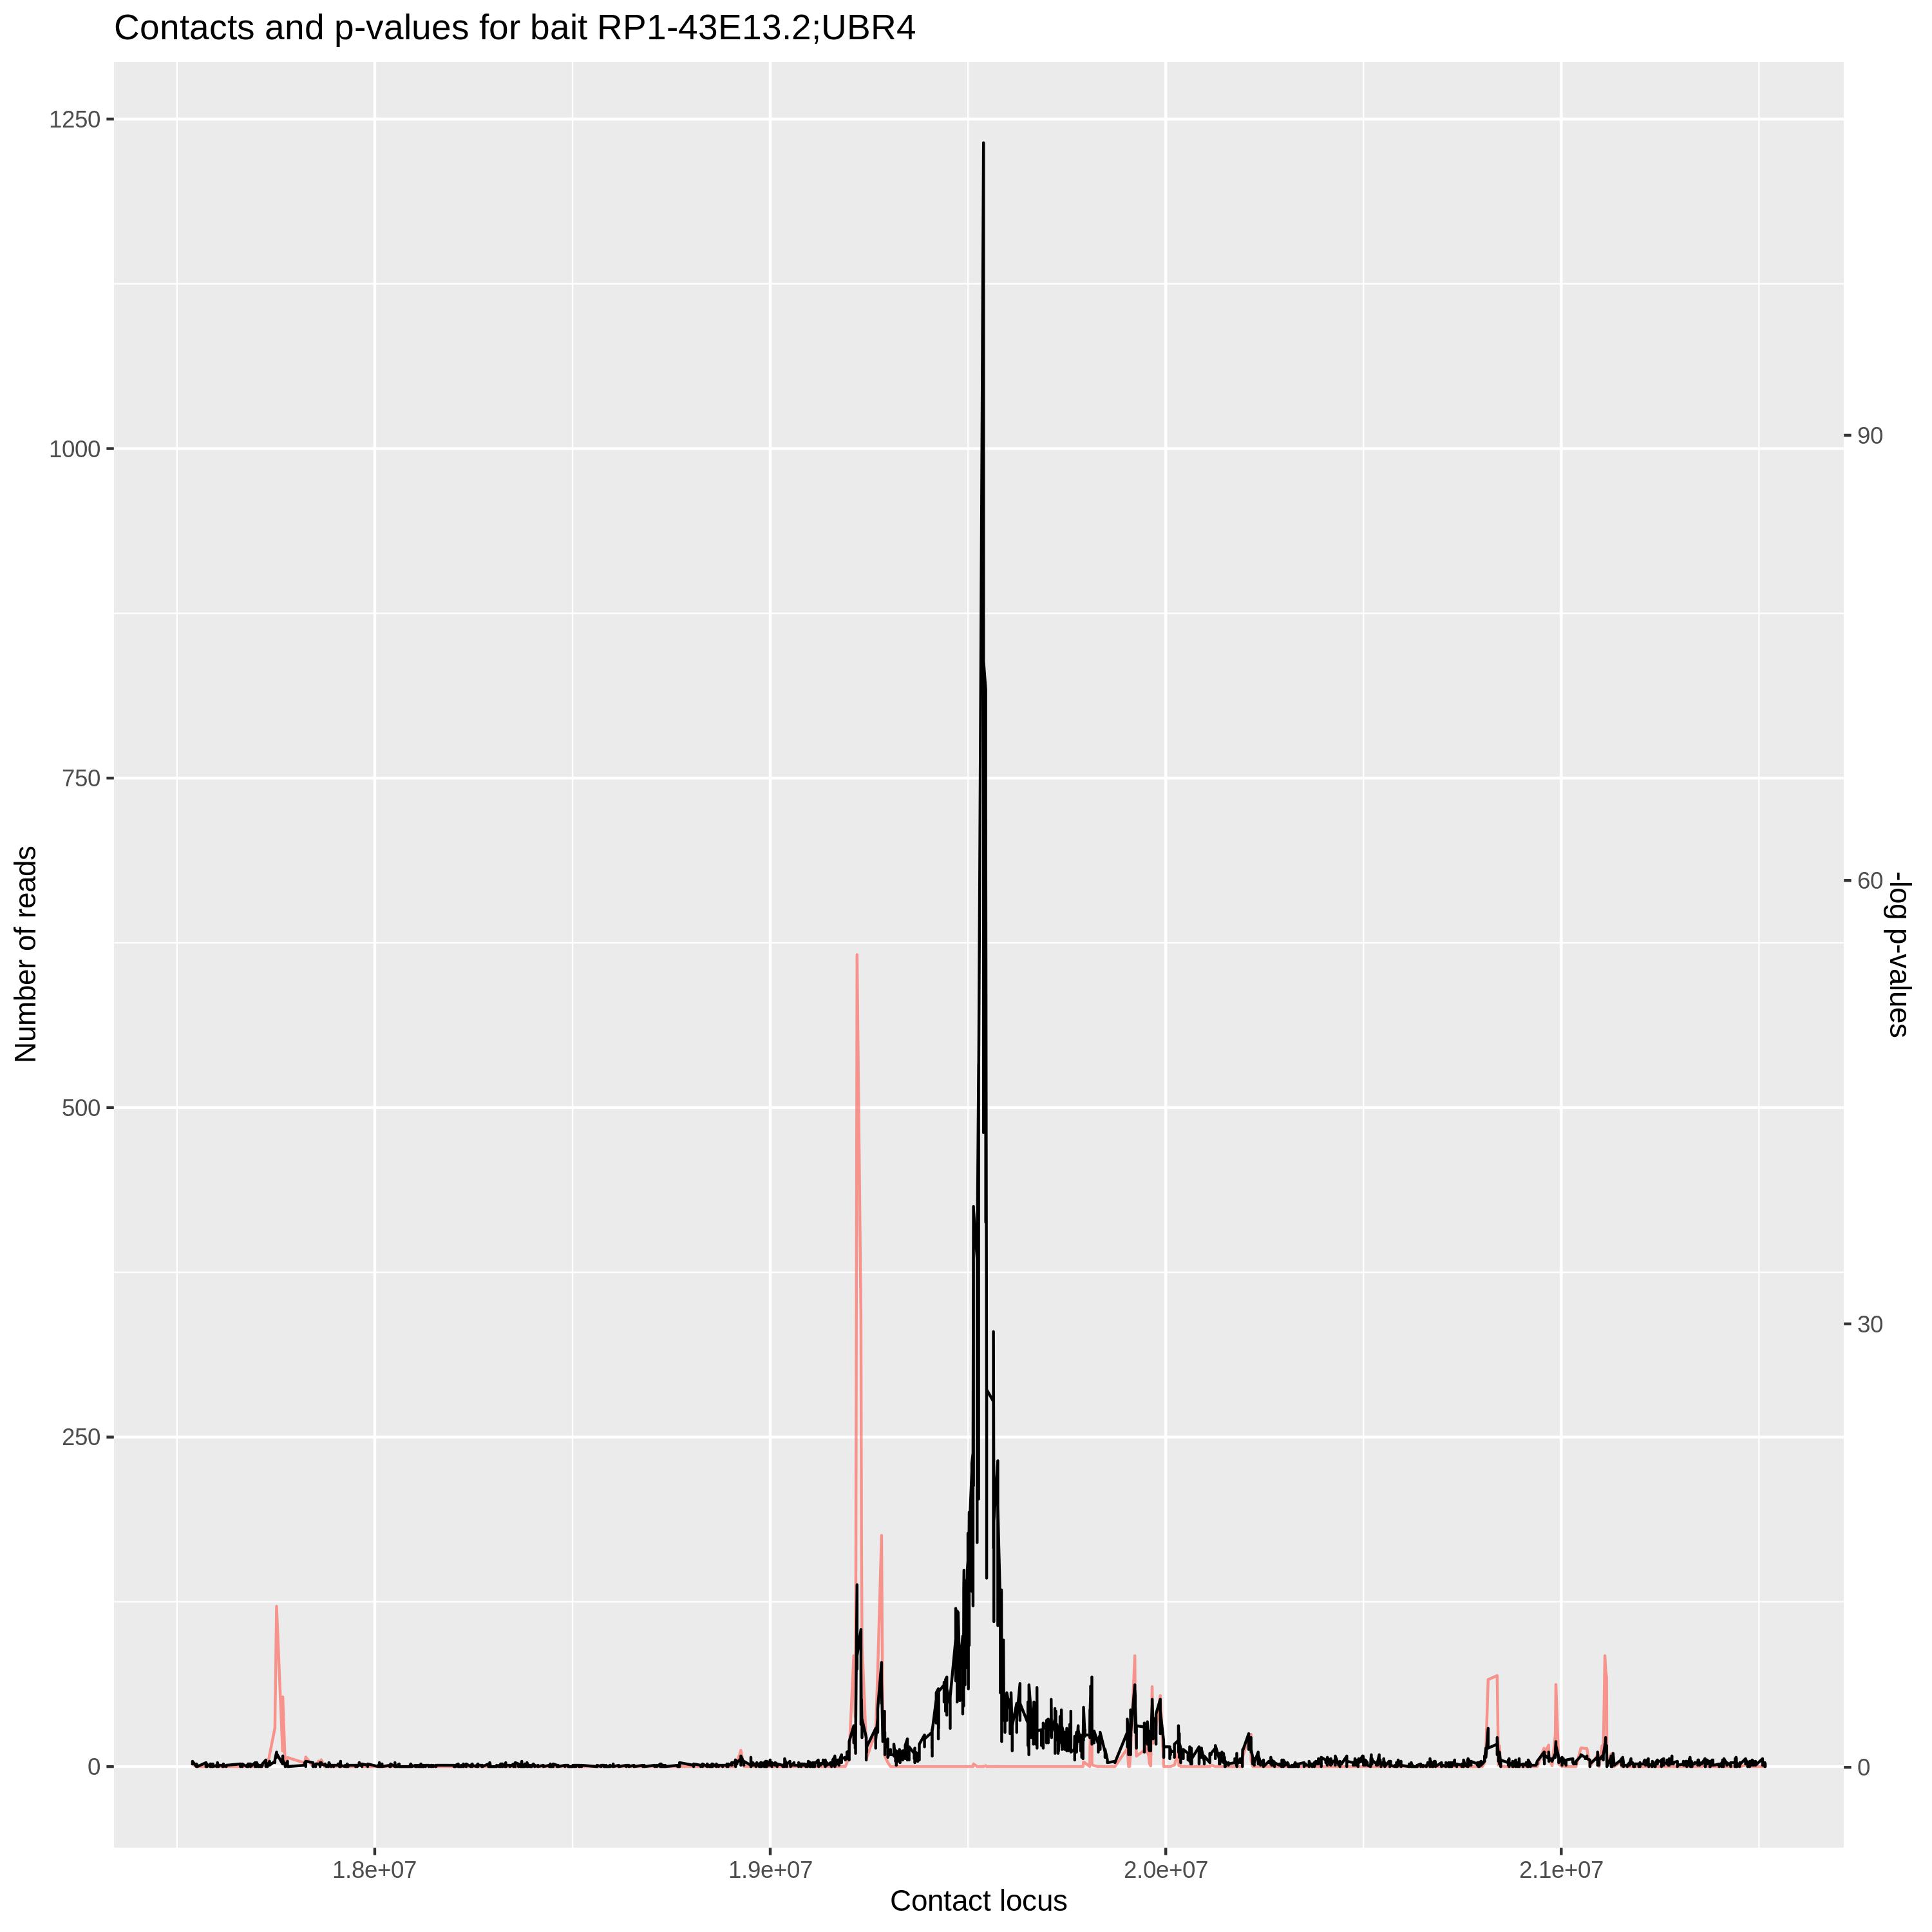 Contacts and p-values for bait RP1-43E13.2;UBR4
1250
1000
750
500
250
0
Number of reads
90
60
30
0
-log p-values
1.8e+07
1.9e+07
2.0e+07
2.1e+07
Contact locus